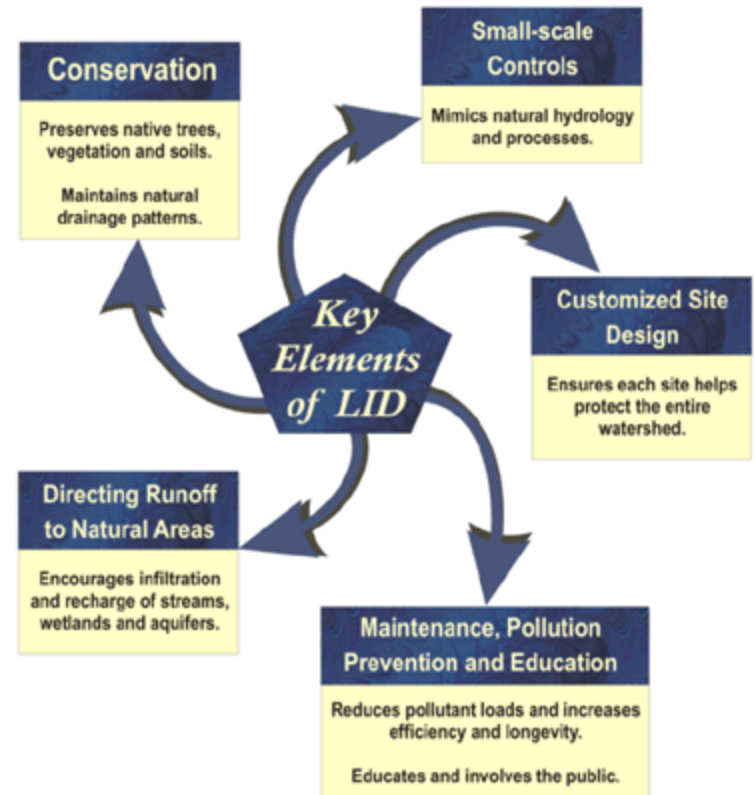 Small-scale
Controls
Mimics natural hydrology
and processes.
Conservation
Preserves native trees,
vegetation and soils.
Maintains natural
drainage patterns.
Key
Elements
of LID
Customized Site
Design
Ensures each site helps
protect the entire
watershed.
Directing Runoff
to Natural Areas
Encourages infiltration
and recharge of streams,
wetlands and aquifers.
Maintenance, Pollution
Prevention and Education
Reduces pollutant loads and increases
efficiency and longevity.
Educates and involves the public.